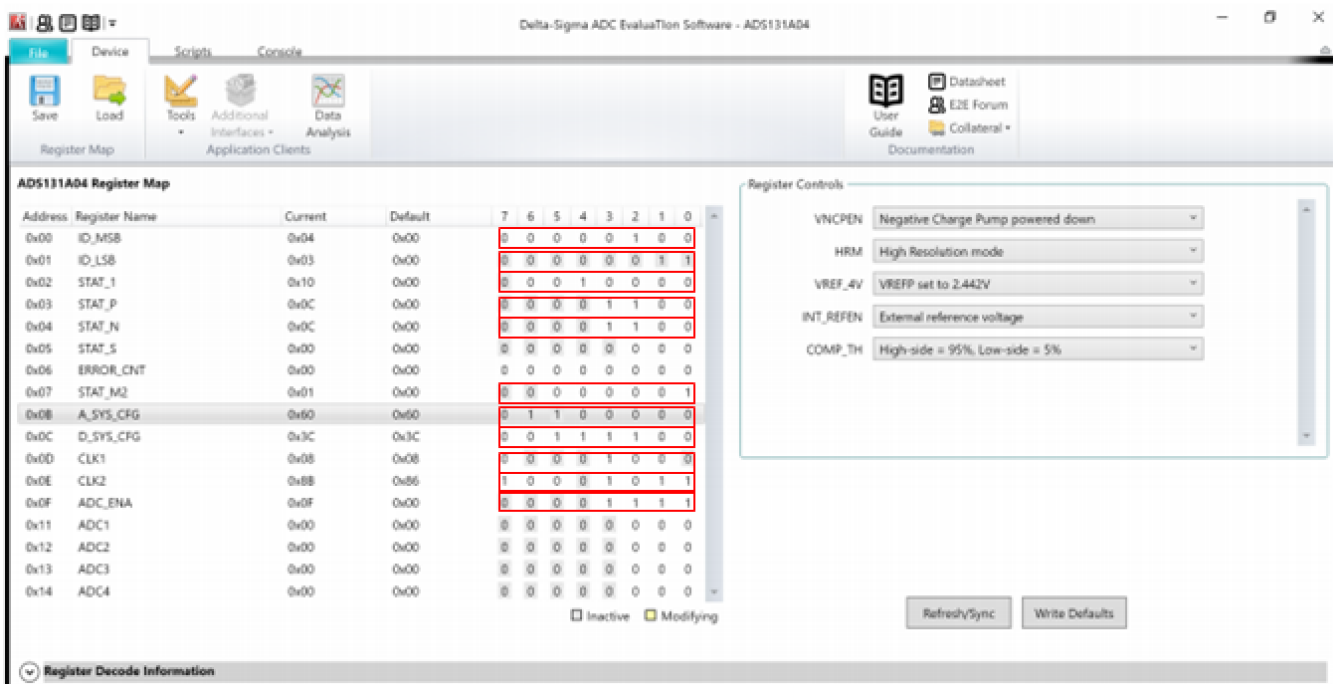 Delta-Sigma ADC EvaluaTIon Software - ADS131A04
File Device Scripts Console
Save Load Tools Additional Interfaces Data Analysis User Guide Datasheet
E2E Forum
Collateral
Register Map Application Clients Documentation
ADS131A04 Register Map
Address Register Name Current Default 7 6 5 4 3 2 1 0
0x00 ID_MSB 0x04 0x00 0 0 0 0 0 1 0 0
0x01 ID_LSB 0x03 0x00 0 0 0 0 0 0 1 1
0x02 STAT_1 0x10 0x00 0 0 0 1 0 0 0 0
0x03 STAT_P 0x0C 0x00 0 0 0 0 1 1 0 0
0x04 STAT_N 0x0C 0x00 0 0 0 0 1 1 0 0
0x05 STAT_S 0x00 0x00 0 0 0 0 0 0 0 0
0x06 ERROR_CNT 0x00 0x00 0 0 0 0 0 0 0 0
0x07 STAT_M2 0x01 0x00 0 0 0 0 0 0 0 1
0x0B A_SYS_CFG 0x60 0x60 0 1 1 0 0 0 0 0
0x0C D_SYS_CFG 0x3C 0x3C 0 0 1 1 1 1 0 0
0x0D CLK1 0x08 0x08 0 0 0 0 1 0 0 0
0x0E CLK2 0x8B 0x86 1 0 0 0 1 0 1 1
0x0F ADC_ENA 0x0F 0x00 0 0 0 0 1 1 1 1
0x11 ADC1 0x00 0x00 0 0 0 0 0 0 0 0
0x12 ADC2 0x00 0x00 0 0 0 0 0 0 0 0
0x13 ADC3 0x00 0x00 0 0 0 0 0 0 0 0
0x14 ADC4 0x00 0x00 0 0 0 0 0 0 0 0
Inactive Modifying
Register Controls
VNCPEN Negative Charge Pump powered down
HRM High Resolution mode
VREF_4V VREFP set to 2.442V
INT_REFEN External reference voltage
COMP_TH High-side = 95%, Low-side = 5%
Refresh/Sync Write Defaults
Register Decode Information